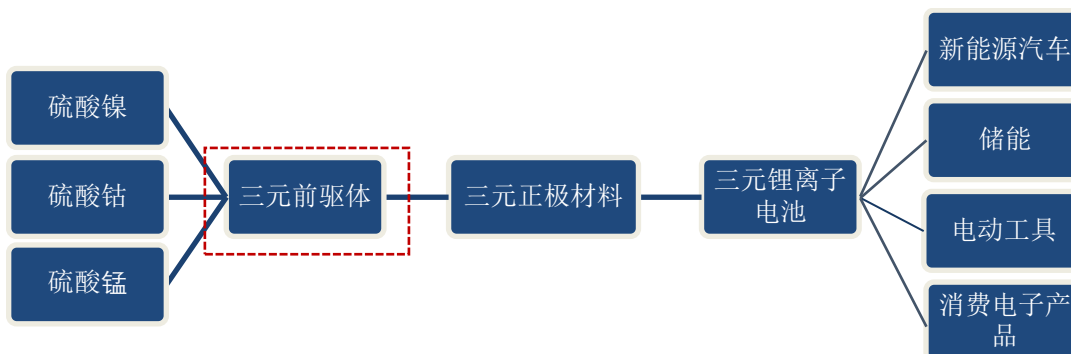 硫酸镍
硫酸钴
硫酸锰
三元前驱体
三元正极材料
三元锂离子
电池
新能源汽车
储能
电动工具
消费电子产
品